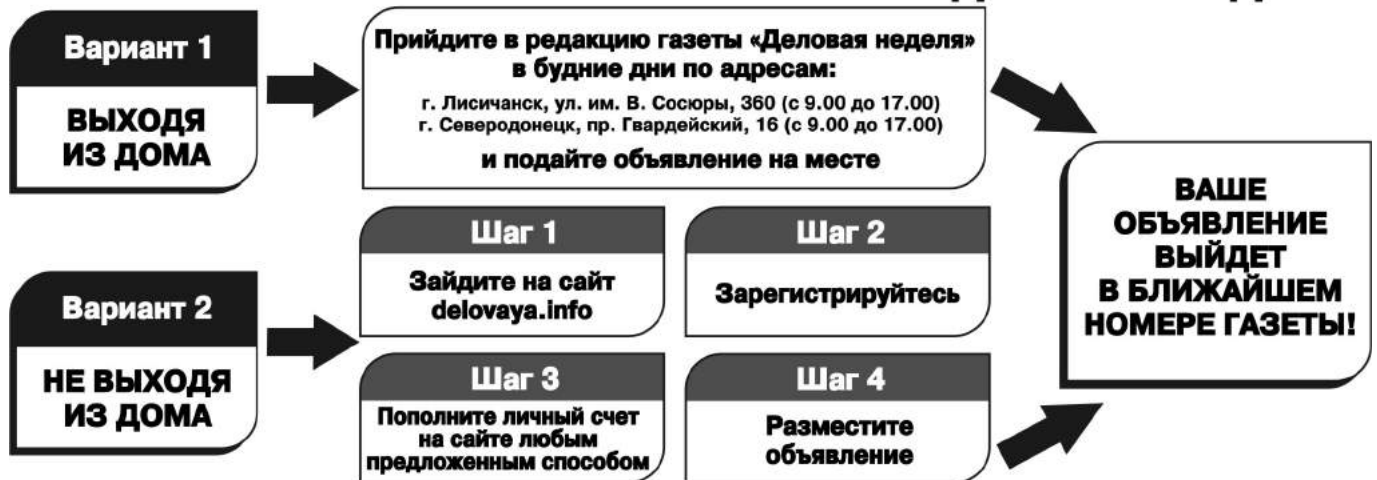 Вариант 1
ВЫХОДЯ
ИЗ ДОМА
Прийдите в редакцию газеты «Деловая неделя»
в будние дни по адресам:
г. Лисичанск, ул. им. В. Сосюры, 360 (с 9.00 до 17.00)
г. Северодонецк, пр. Гвардейский, 16 (с 9.00 до 17.00)
и подайте объявление на месте
Вариант 2
НЕ ВЫХОДЯ
ИЗ ДОМА
Шаг 1
Зайдите на сайт
delovaya.info
Шаг 2
Зарегистрируйтесь
Шаг 3
Пополните личный счет
на сайте любым
предложенным способом
Шаг 4
Разместите
объявление
ВАШЕ
ОБЪЯВЛЕНИЕ
ВЫЙДЕТ
В БЛИЖАЙШЕМ
НОМЕРЕ ГАЗЕТЫ!